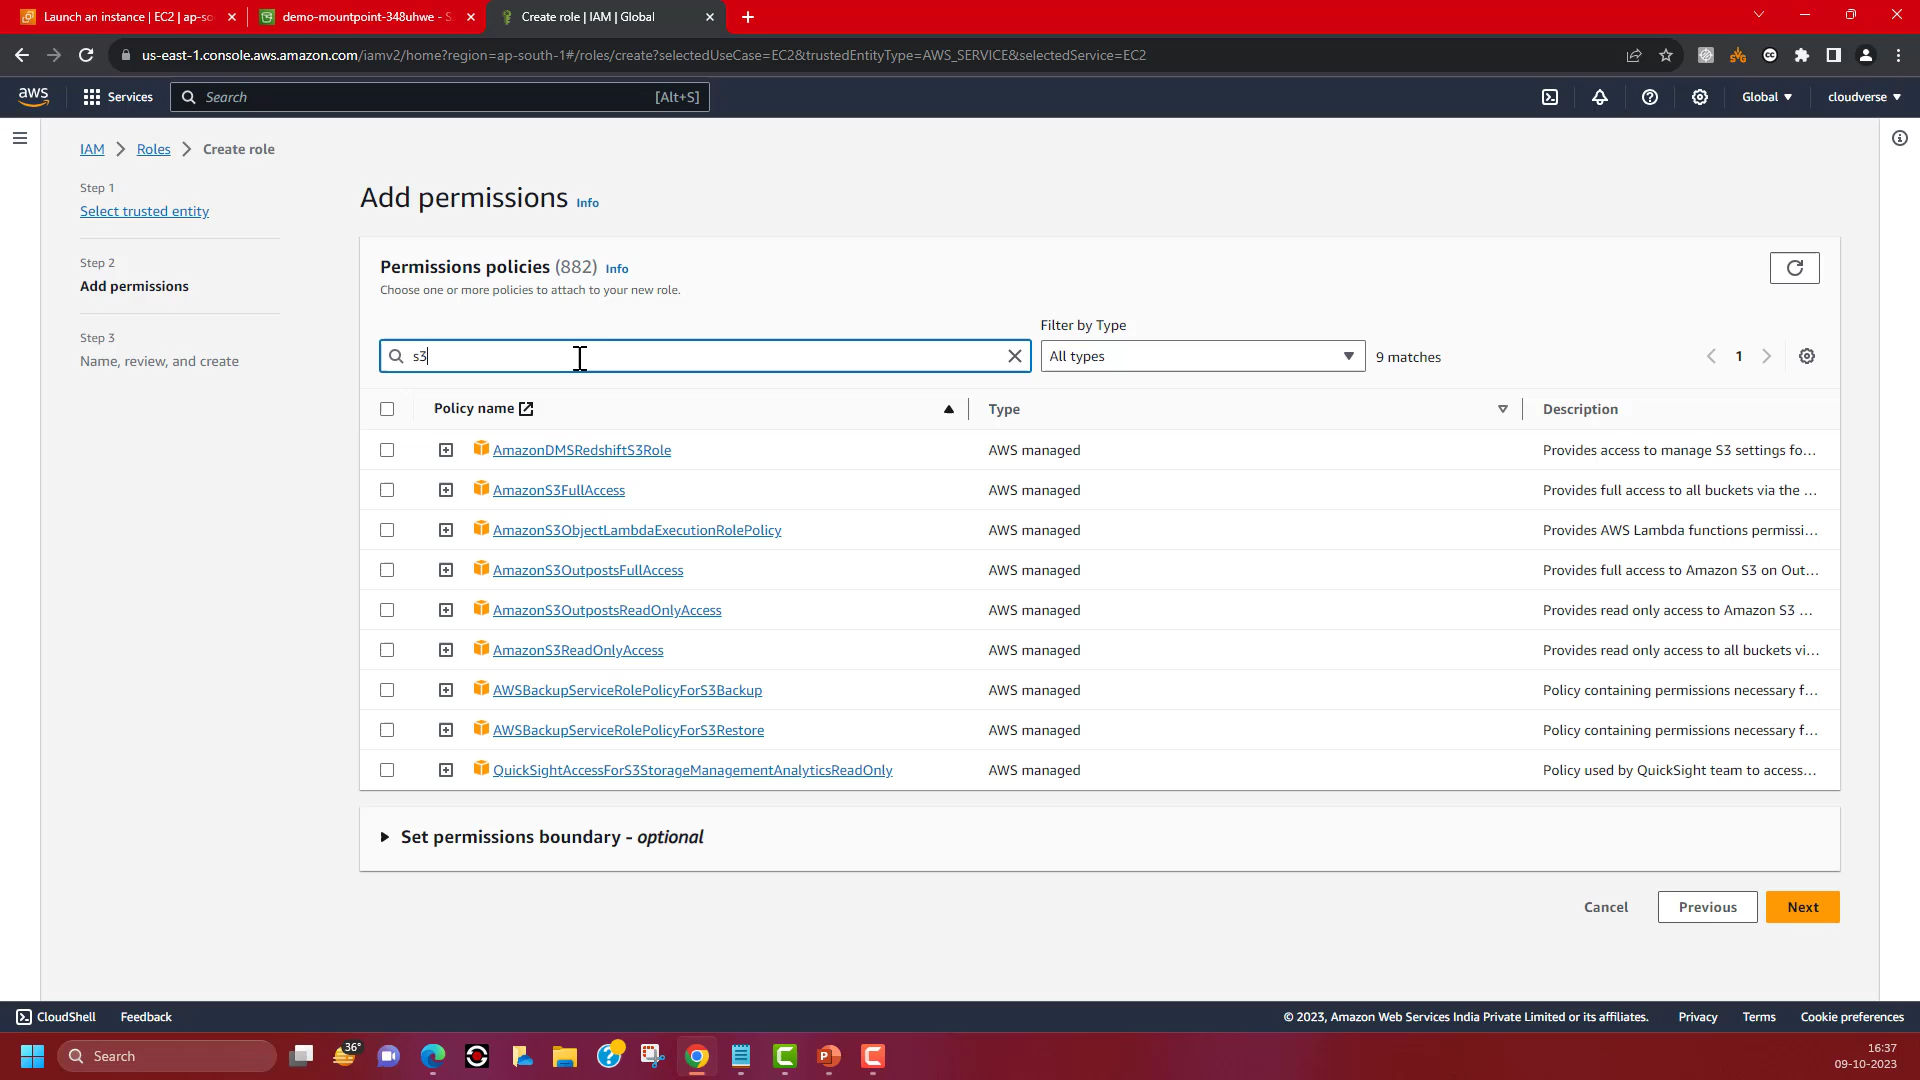 Launch an instance | EC2 | ap-so
demo-mountpoint-348uhwe - S
Create role | IAM | Global
us-east-1.console.aws.amazon.com/iamv2/home?region=ap-south-1#/roles/create?selectedUseCase=EC2&trustedEntityType=AWS_SERVICE&selectedService=EC2
aws
Services
Search
[Alt+S]
Global
cloudverse
IAM
Roles
Create role
Step 1
Select trusted entity
Step 2
Add permissions
Step 3
Name, review, and create
Add permissions Info
Permissions policies (882) Info
Choose one or more policies to attach to your new role.
Filter by Type
s3
All types
9 matches
1
Policy name
Type
Description
AmazonDMSRedshiftS3Role
AWS managed
Provides access to manage S3 settings fo...
AmazonS3FullAccess
AWS managed
Provides full access to all buckets via the ...
AmazonS3ObjectLambdaExecutionRolePolicy
AWS managed
Provides AWS Lambda functions permissi...
AmazonS3OutpostsFullAccess
AWS managed
Provides full access to Amazon S3 on Out...
AmazonS3OutpostsReadOnlyAccess
AWS managed
Provides read only access to Amazon S3 ...
AmazonS3ReadOnlyAccess
AWS managed
Provides read only access to all buckets vi...
AWSBackupServiceRolePolicyForS3Backup
AWS managed
Policy containing permissions necessary f...
AWSBackupServiceRolePolicyForS3Restore
AWS managed
Policy containing permissions necessary f...
QuickSightAccessForS3StorageManagementAnalyticsReadOnly
AWS managed
Policy used by QuickSight team to access...
Set permissions boundary - optional
Cancel
Previous
Next
CloudShell
Feedback
© 2023, Amazon Web Services India Private Limited or its affiliates.
Privacy
Terms
Cookie preferences
Search
36°
16:37
09-10-2023